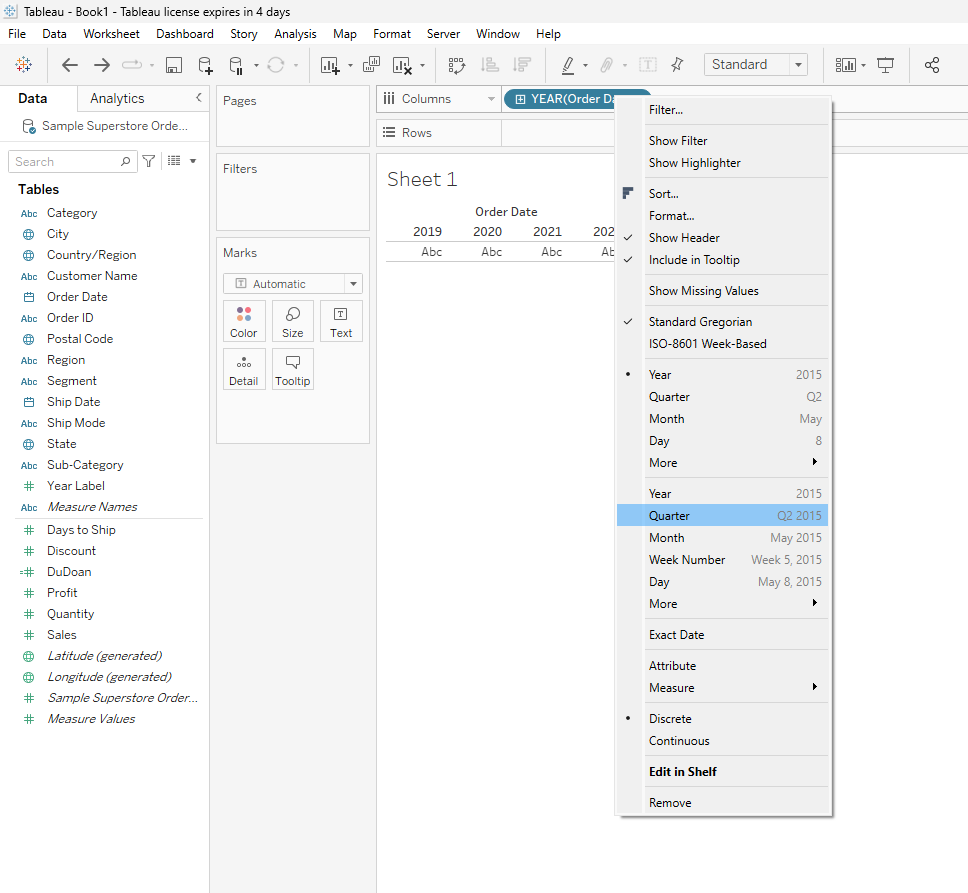 Tableau - Book1 - Tableau license expires in 4 days
File Data Worksheet Dashboard Story Analysis Map Format Server Window Help
Standard
Data Analytics
Sample Superstore Orde...
Search
Tables
Abc Category
City
Country/Region
Abc Customer Name
Order Date
Abc Order ID
Postal Code
Abc Region
Abc Segment
Ship Date
Abc Ship Mode
State
Abc Sub-Category
# Year Label
Abc Measure Names
# Days to Ship
# Discount
=# DuDoan
# Profit
# Quantity
# Sales
Latitude (generated)
Longitude (generated)
# Sample Superstore Order...
# Measure Values
Pages
Filters
Marks
Automatic
Color Size Text
Detail Tooltip
Columns YEAR(Order Da
Rows
Sheet 1
Order Date
2019 2020 2021 202
Abc Abc Abc Ab
Filter...
Show Filter
Show Highlighter
Sort...
Format...
Show Header
Include in Tooltip
Show Missing Values
Standard Gregorian
ISO-8601 Week-Based
Year 2015
Quarter Q2
Month May
Day 8
More
Year 2015
Quarter Q2 2015
Month May 2015
Week Number Week 5, 2015
Day May 8, 2015
More
Exact Date
Attribute
Measure
Discrete
Continuous
Edit in Shelf
Remove